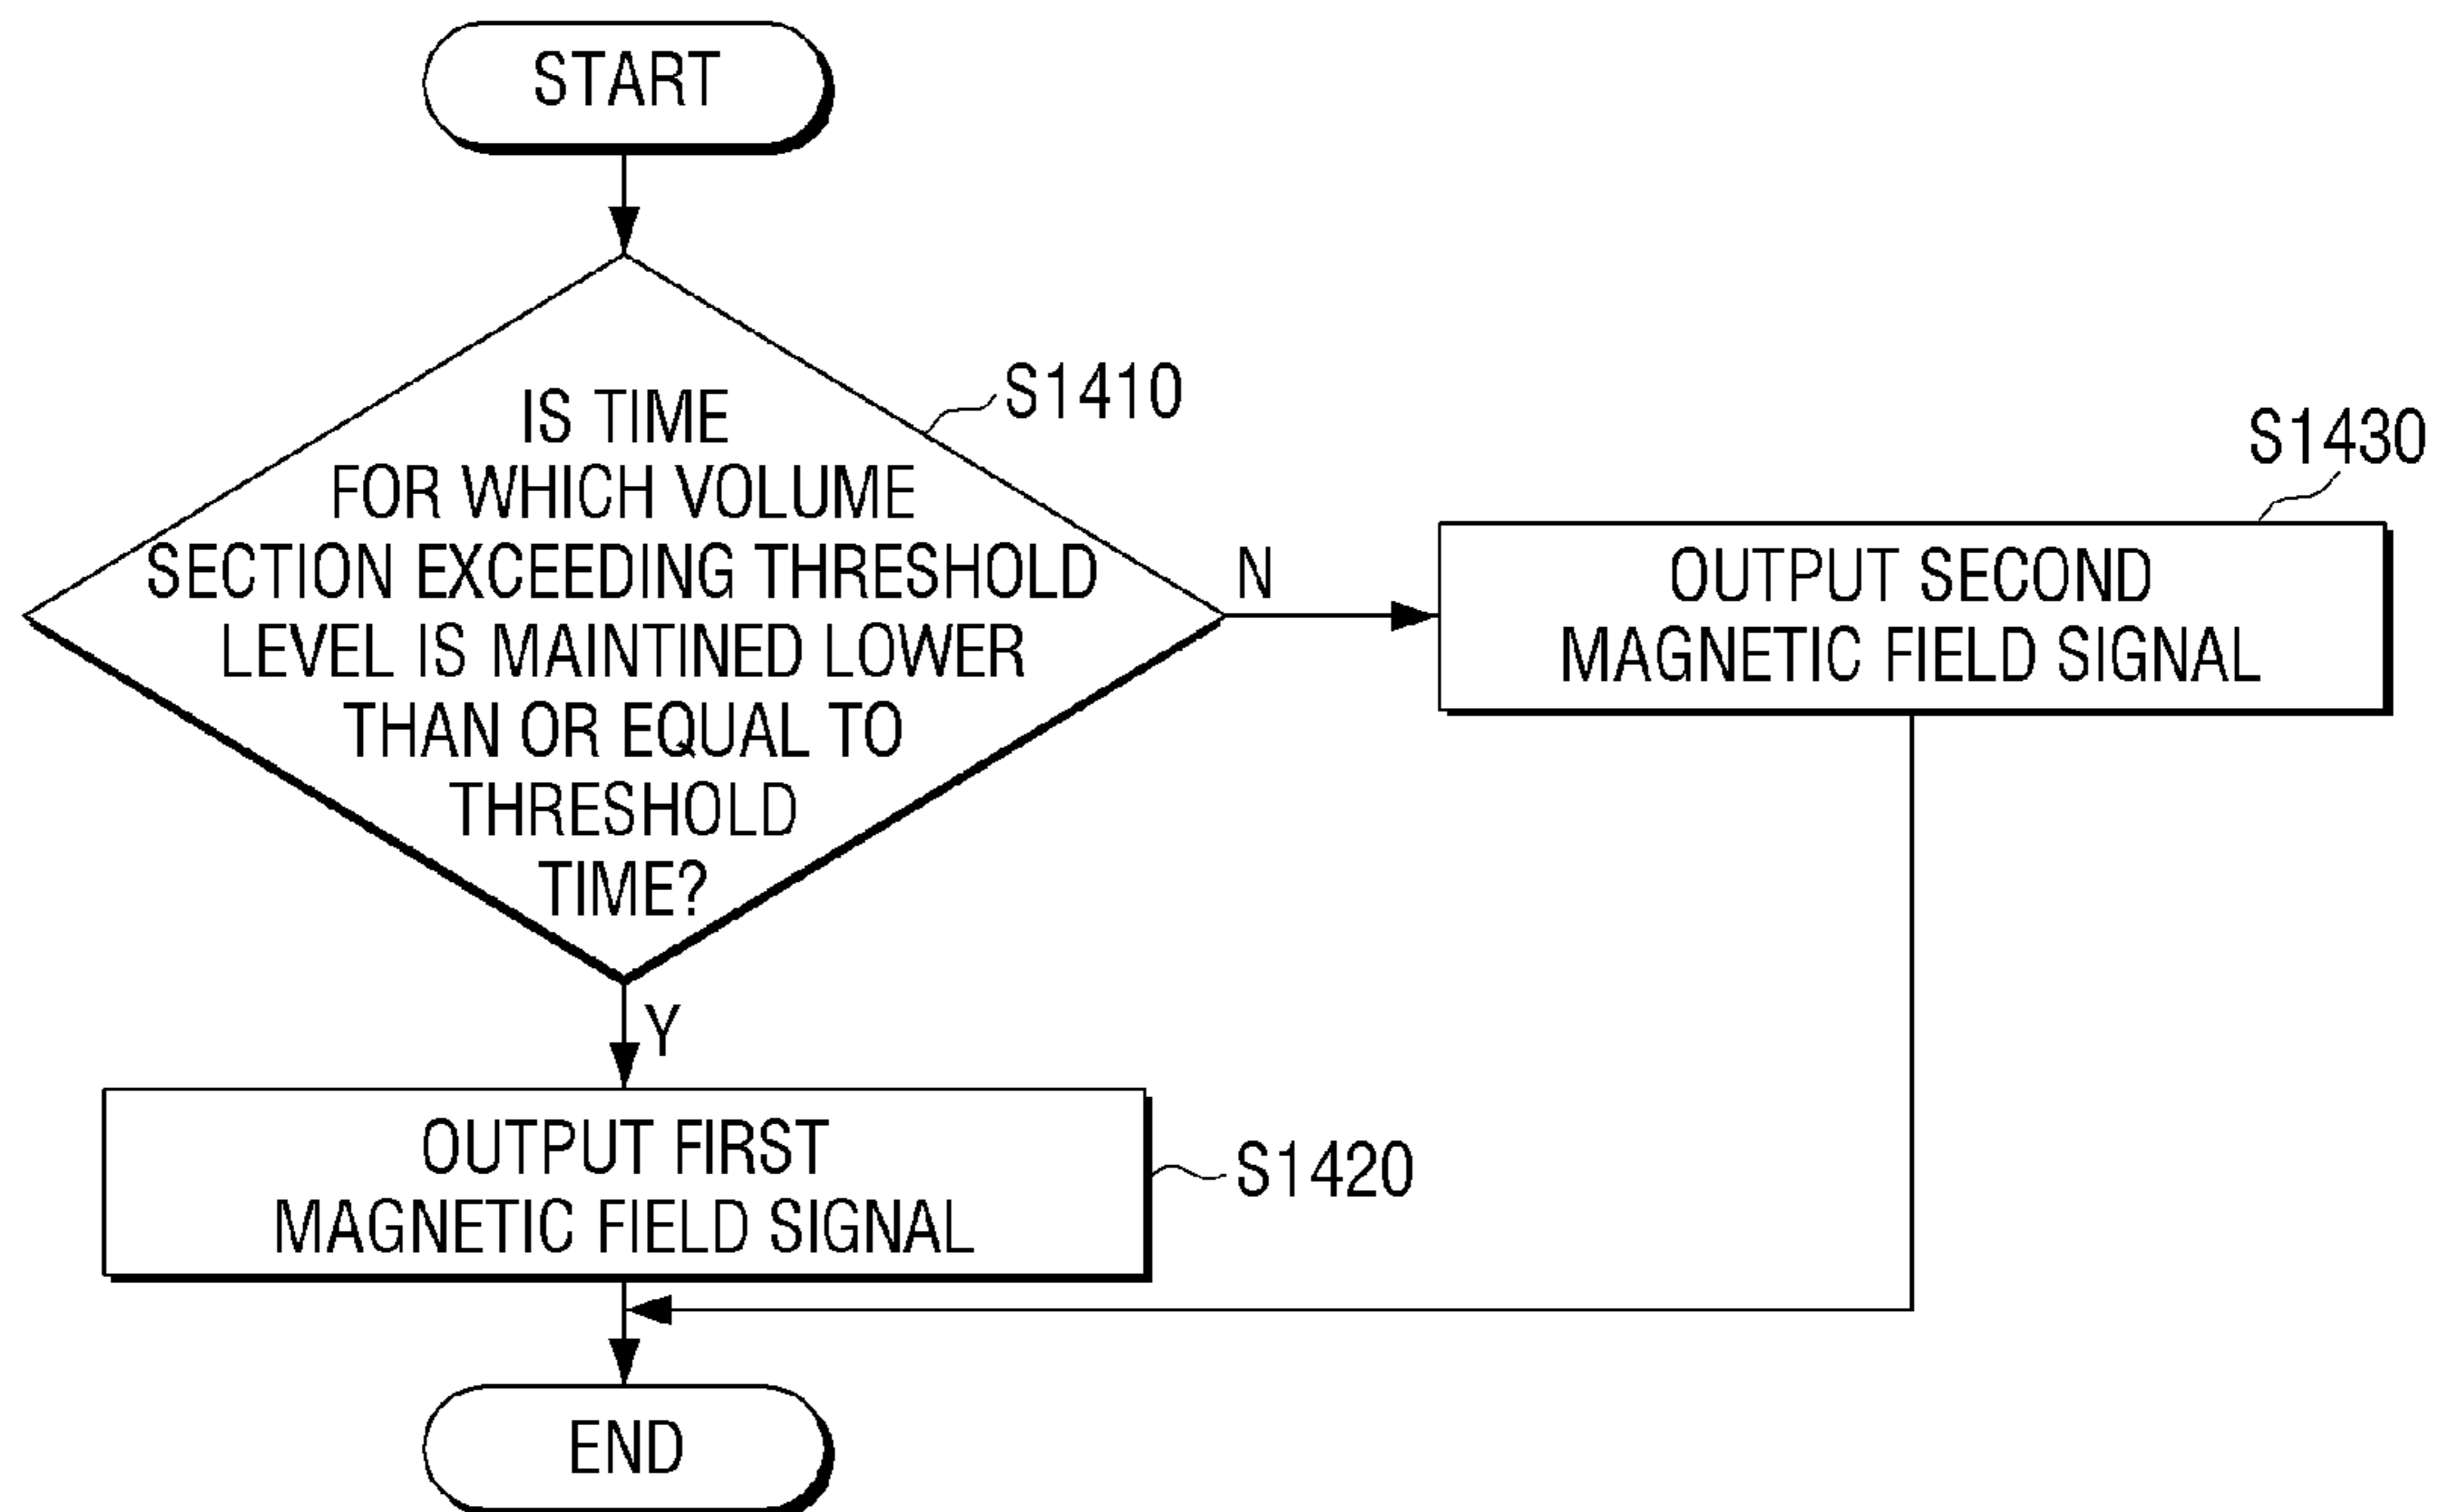 START
IS TIME
FOR WHICH VOLUME
SECTION EXCEEDING THRESHOLD
LEVEL IS MAINTINED LOWER
THAN OR EQUAL TO
THRESHOLD
TIME?
S1410
N
S1430
OUTPUT SECOND
MAGNETIC FIELD SIGNAL
Y
OUTPUT FIRST
MAGNETIC FIELD SIGNAL
S1420
END